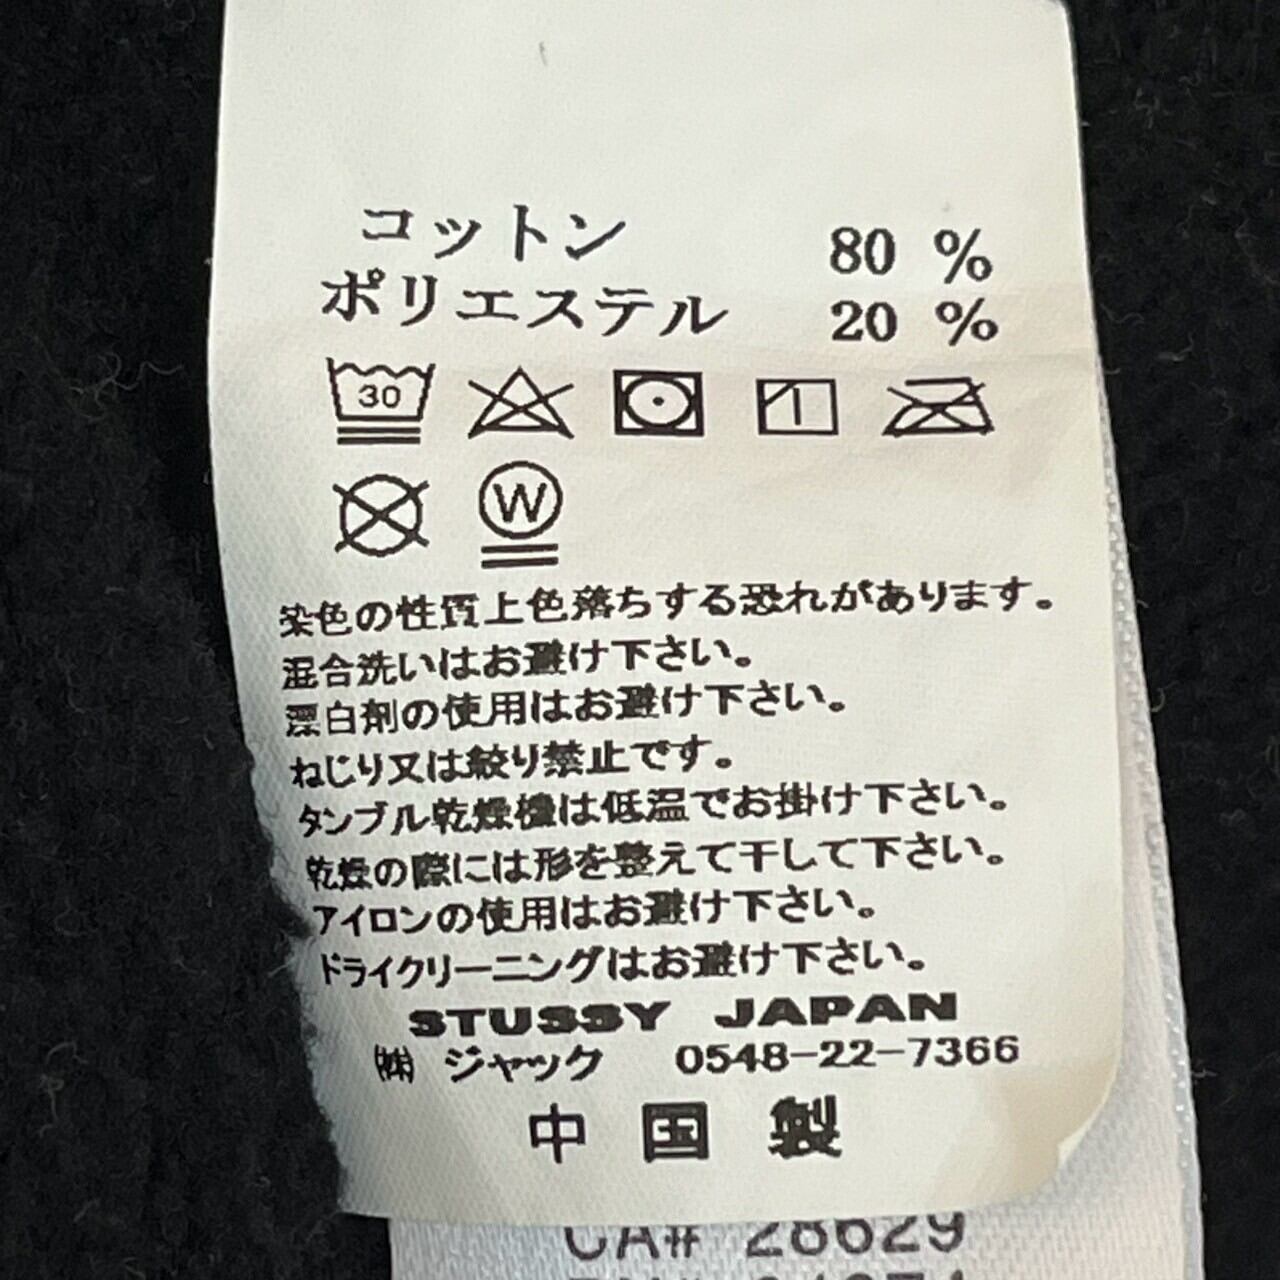 コットン 80 %
ポリエステル 20 %
30
W
染色の性質上色落ちする恐れがあります。
混合洗いはお避け下さい。
漂白剤の使用はお避け下さい。
ねじり又は絞り禁止です。
タンブル乾燥機は低温でお掛け下さい。
乾燥の際には形を整えて干して下さい。
アイロンの使用はお避け下さい。
ドライクリーニングはお避け下さい。
STUSSY JAPAN
㈱ ジャック 0548-22-7366
中国製
CA# 28629